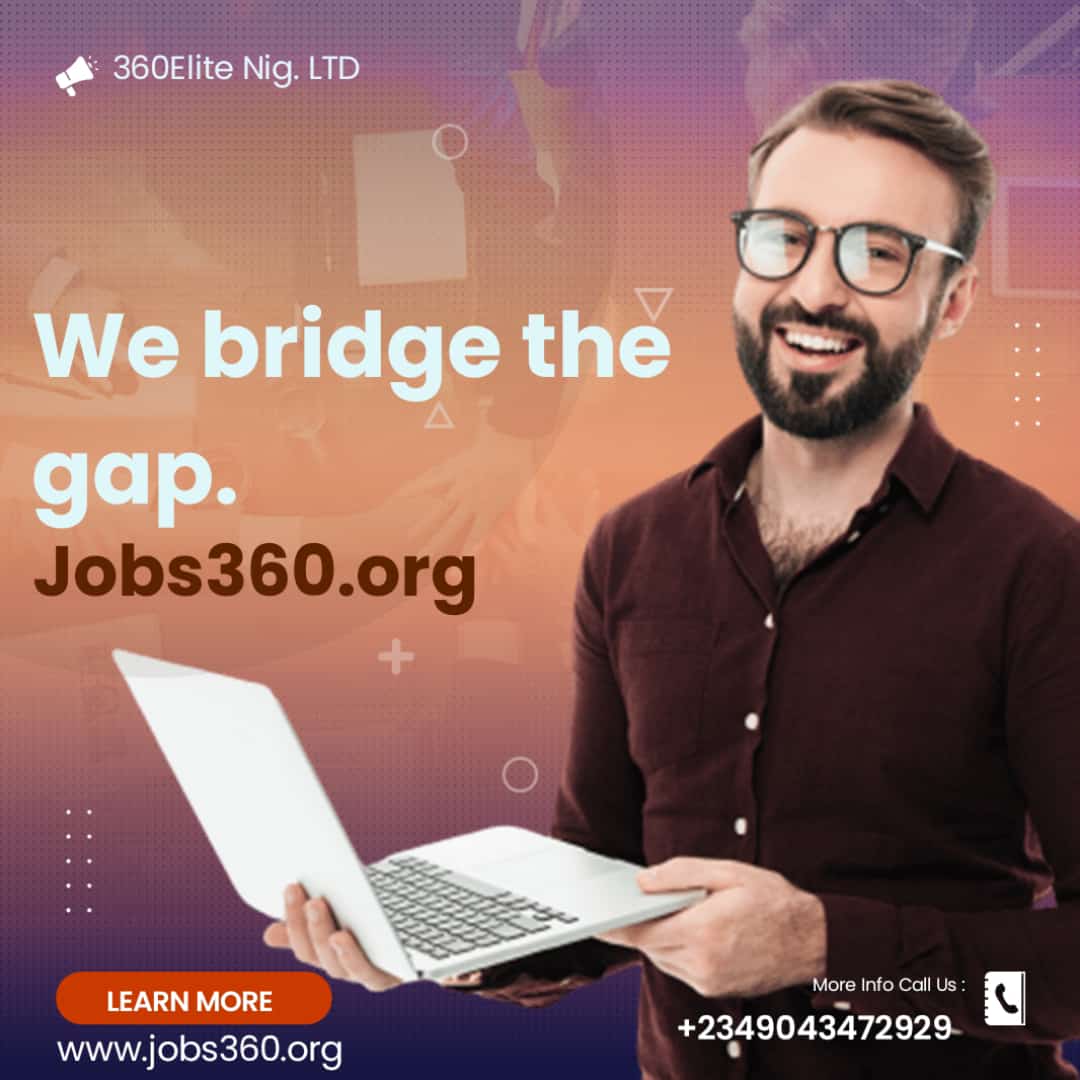 360Elite Nig. LTD
We bridge the
gap.
Jobs360.org
LEARN MORE
www.jobs360.org
More Info Call Us :
+2349043472929